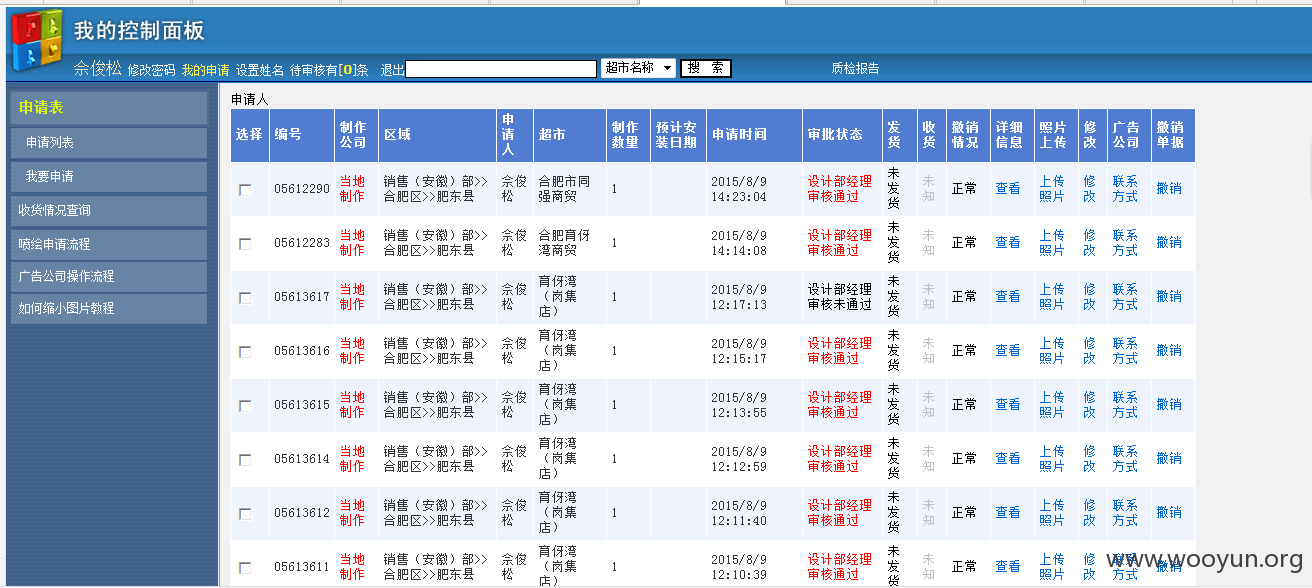 我的控制面板
佘俊松 修改密码 我的申请 设置姓名 待审核有[0]条 退出 超市名称 搜 索 质检报告
申请表
申请列表
我要申请
收货情况查询
喷绘申请流程
广告公司操作流程
如何缩小图片教程
申请人
选择 编号 制作公司 区域 申请人 超市 制作数量 预计安装日期 申请时间 审批状态 发货 收货 撤销情况 详细信息 照片上传 修改 广告公司 撤销单据
05612290 当地制作 销售（安徽）部>>合肥区>>肥东县 佘俊松 合肥市同强商贸 1 2015/8/9 14:23:04 设计部经理审核通过 未发货 未知 正常 查看 上传照片 修改 联系方式 撤销
05612283 当地制作 销售（安徽）部>>合肥区>>肥东县 佘俊松 合肥育伢湾商贸 1 2015/8/9 14:14:08 设计部经理审核通过 未发货 未知 正常 查看 上传照片 修改 联系方式 撤销
05613617 当地制作 销售（安徽）部>>合肥区>>肥东县 佘俊松 育伢湾（岗集店） 1 2015/8/9 12:17:13 设计部经理审核未通过 未发货 未知 正常 查看 上传照片 修改 联系方式 撤销
05613616 当地制作 销售（安徽）部>>合肥区>>肥东县 佘俊松 育伢湾（岗集店） 1 2015/8/9 12:15:17 设计部经理审核通过 未发货 未知 正常 查看 上传照片 修改 联系方式 撤销
05613615 当地制作 销售（安徽）部>>合肥区>>肥东县 佘俊松 育伢湾（岗集店） 1 2015/8/9 12:13:55 设计部经理审核通过 未发货 未知 正常 查看 上传照片 修改 联系方式 撤销
05613614 当地制作 销售（安徽）部>>合肥区>>肥东县 佘俊松 育伢湾（岗集店） 1 2015/8/9 12:12:59 设计部经理审核通过 未发货 未知 正常 查看 上传照片 修改 联系方式 撤销
05613612 当地制作 销售（安徽）部>>合肥区>>肥东县 佘俊松 育伢湾（岗集店） 1 2015/8/9 12:11:40 设计部经理审核通过 未发货 未知 正常 查看 上传照片 修改 联系方式 撤销
05613611 当地制作 销售（安徽）部>>合肥区>>肥东县 佘俊松 育伢湾（岗集店） 1 2015/8/9 12:10:39 设计部经理审核通过 未发货 未知 正常 查看 上传照片 修改 联系方式 撤销
www.wooyun.org